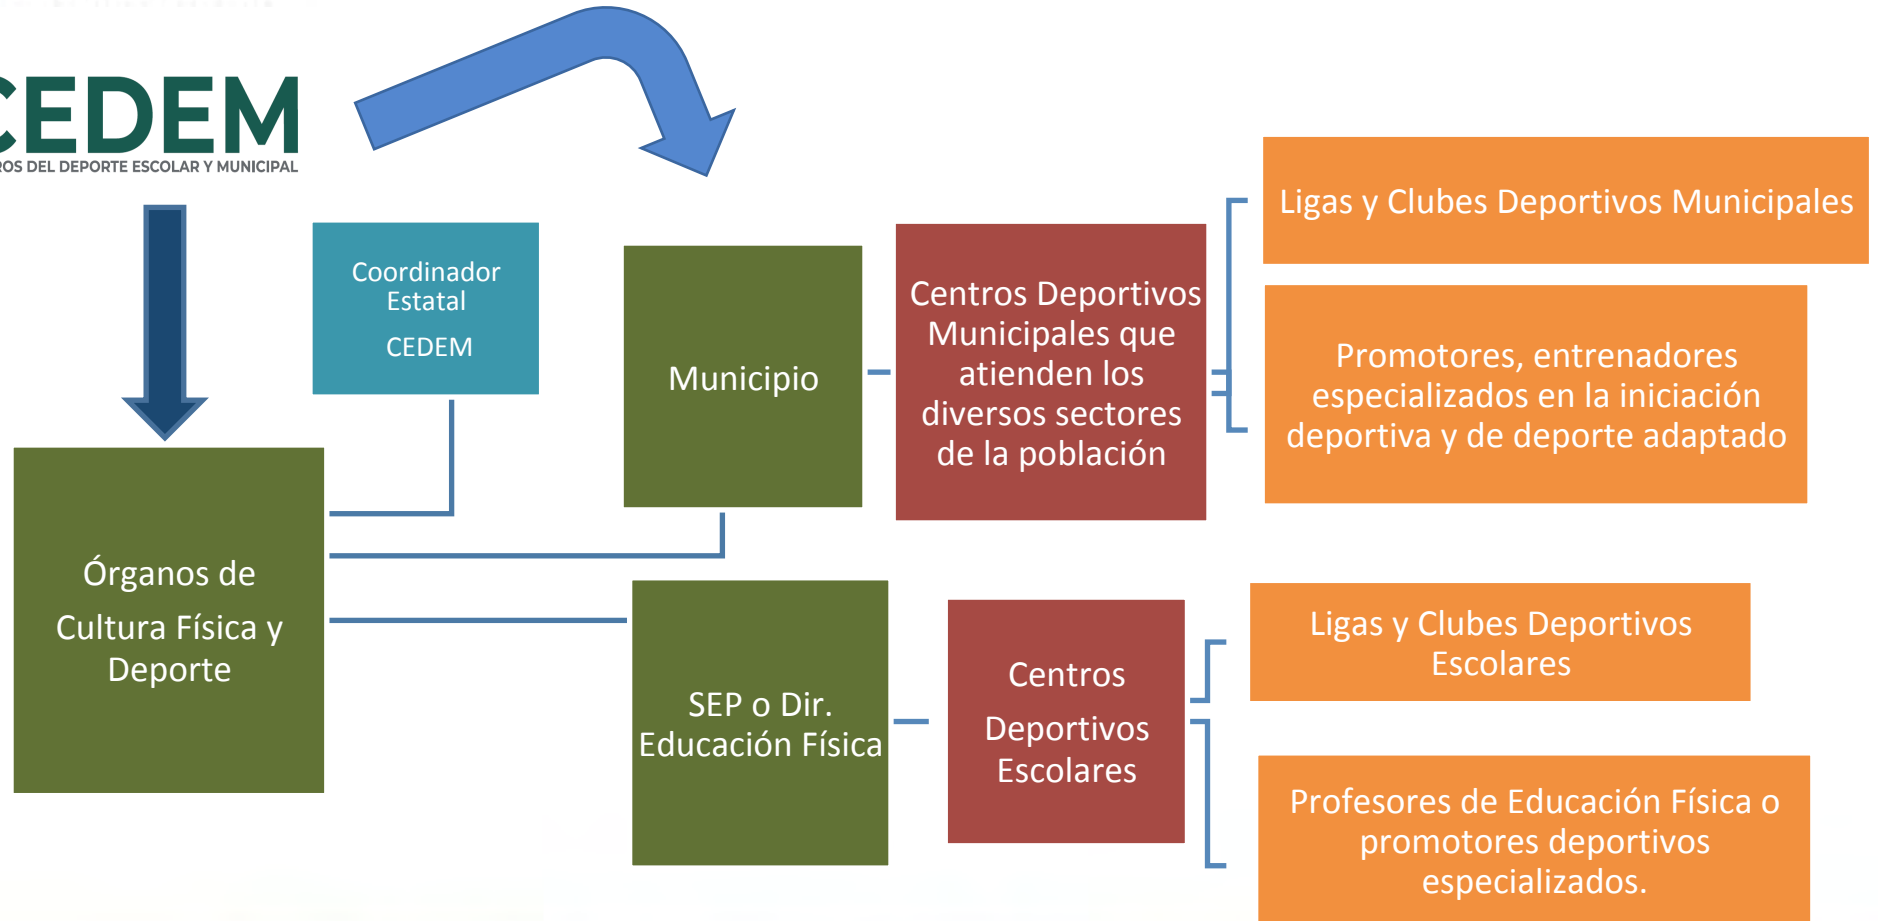 CEDEM
ROS DEL DEPORTE ESCOLAR Y MUNICIPAL
Coordinador
Estatal
CEDEM
Órganos de
Cultura Física y
Deporte
Municipio
Centros Deportivos
Municipales que
atienden los
diversos sectores
de la población
Ligas y Clubes Deportivos Municipales
Promotores, entrenadores
especializados en la iniciación
deportiva y de deporte adaptado
SEP o Dir.
Educación Física
Centros
Deportivos
Escolares
Ligas y Clubes Deportivos
Escolares
Profesores de Educación Física o
promotores deportivos
especializados.